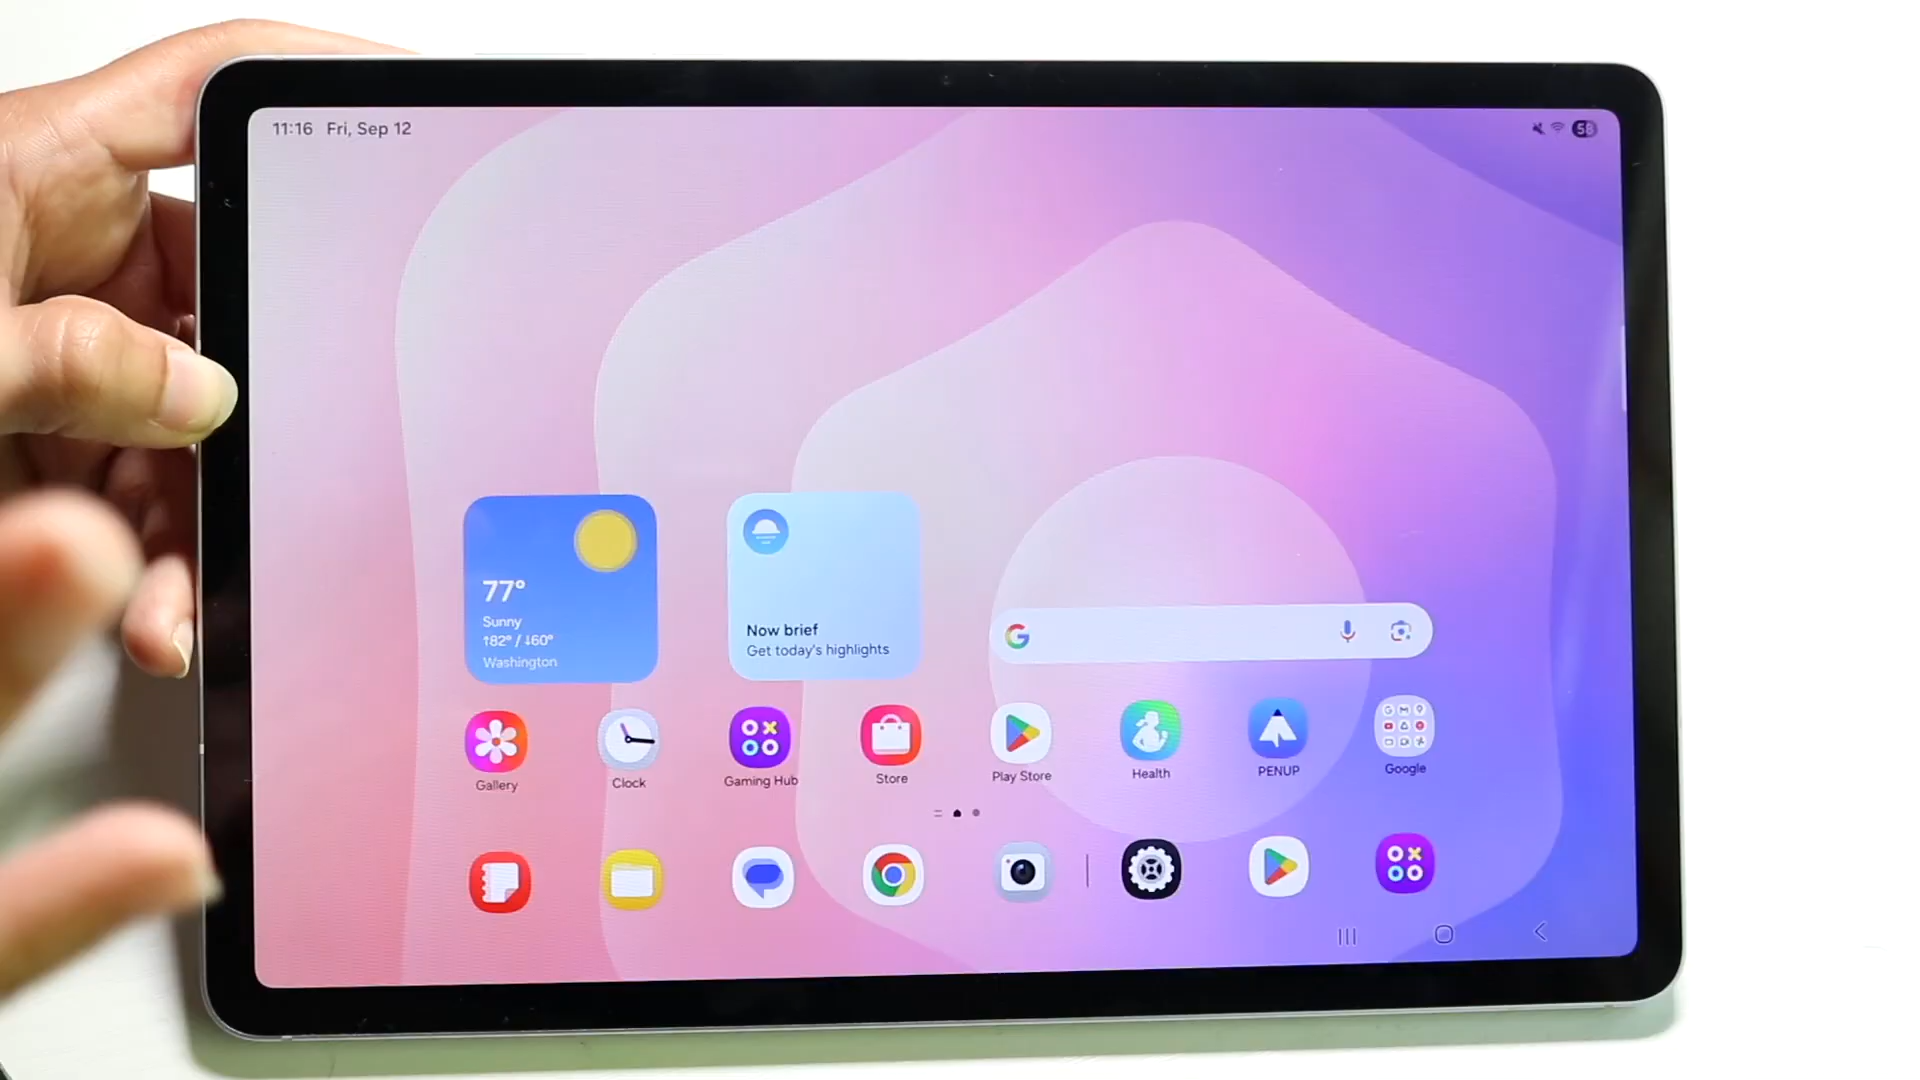 11:16 Fri, Sep 12
58
77°
Sunny
↑82° / ↓60°
Washington
Now brief
Get today's highlights
Gallery
Clock
Gaming Hub
Store
Play Store
Health
PENUP
Google